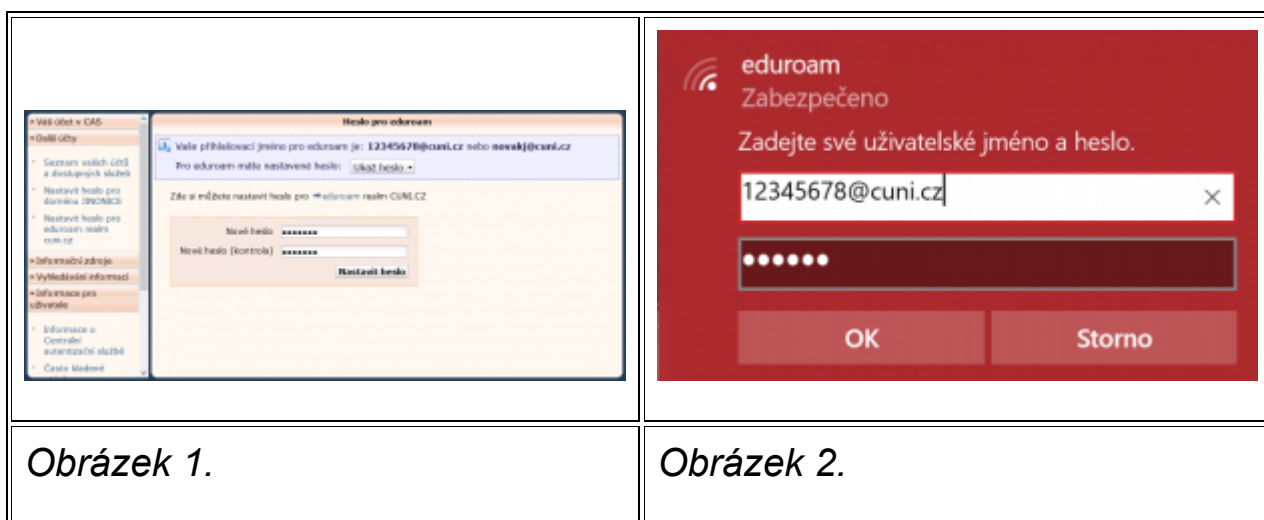 Váš účet v CAS
Další účty
Seznam vašich účtů
a dostupných služeb
Nastavit heslo pro
doménu JINONICE
Nastavit heslo pro
eduroam realm
cuni.cz
Informační zdroje
Vyhledávání informací
Informace pro
uživatele
Informace o
Centrální
autentizační službě
Často kladené
Heslo pro eduroam
Vaše přihlašovací jméno pro eduroam je: 12345678@cuni.cz nebo novakj@cuni.cz
Pro eduroam máte nastavené heslo: Ukaž heslo
Zde si můžete nastavit heslo pro eduroam realm CUNI.CZ
Nové heslo
Nové heslo (kontrola)
Nastavit heslo
eduroam
Zabezpečeno
Zadejte své uživatelské jméno a heslo.
12345678@cuni.cz
OK Storno
Obrázek 1.
Obrázek 2.